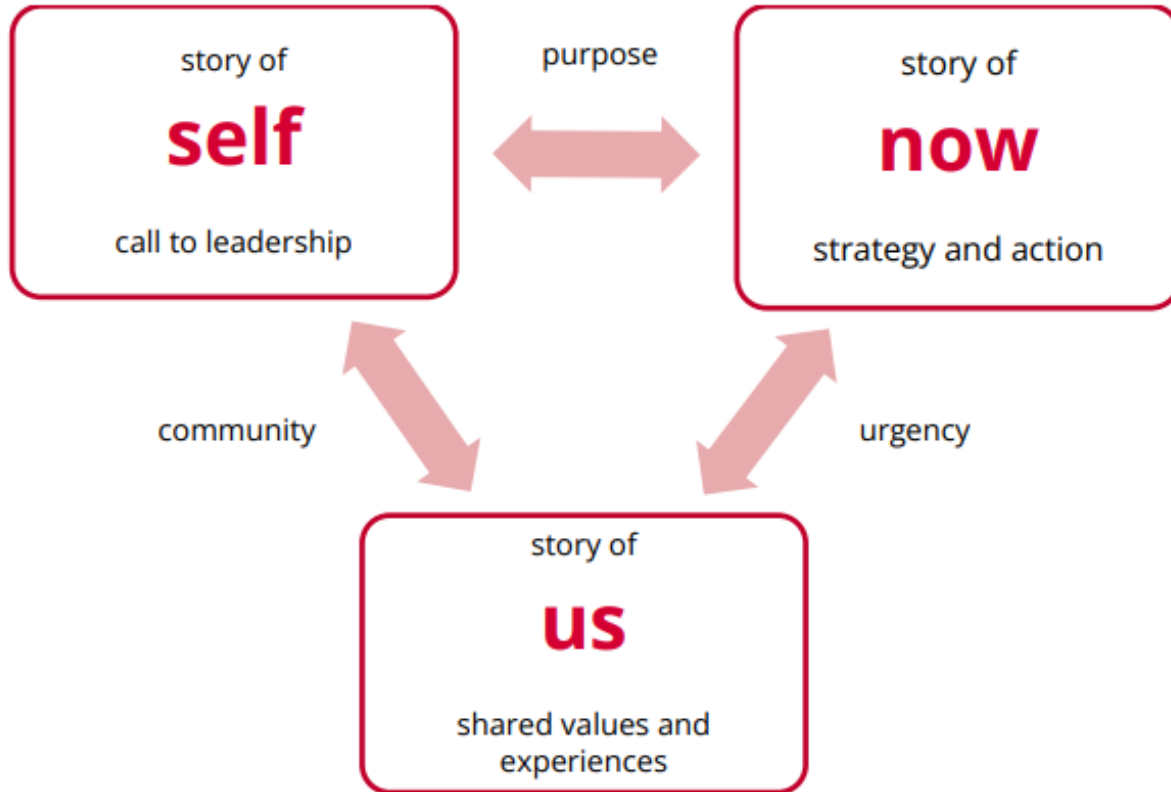 story of
self
call to leadership
purpose
story of
now
strategy and action
community
urgency
story of
us
shared values and
experiences